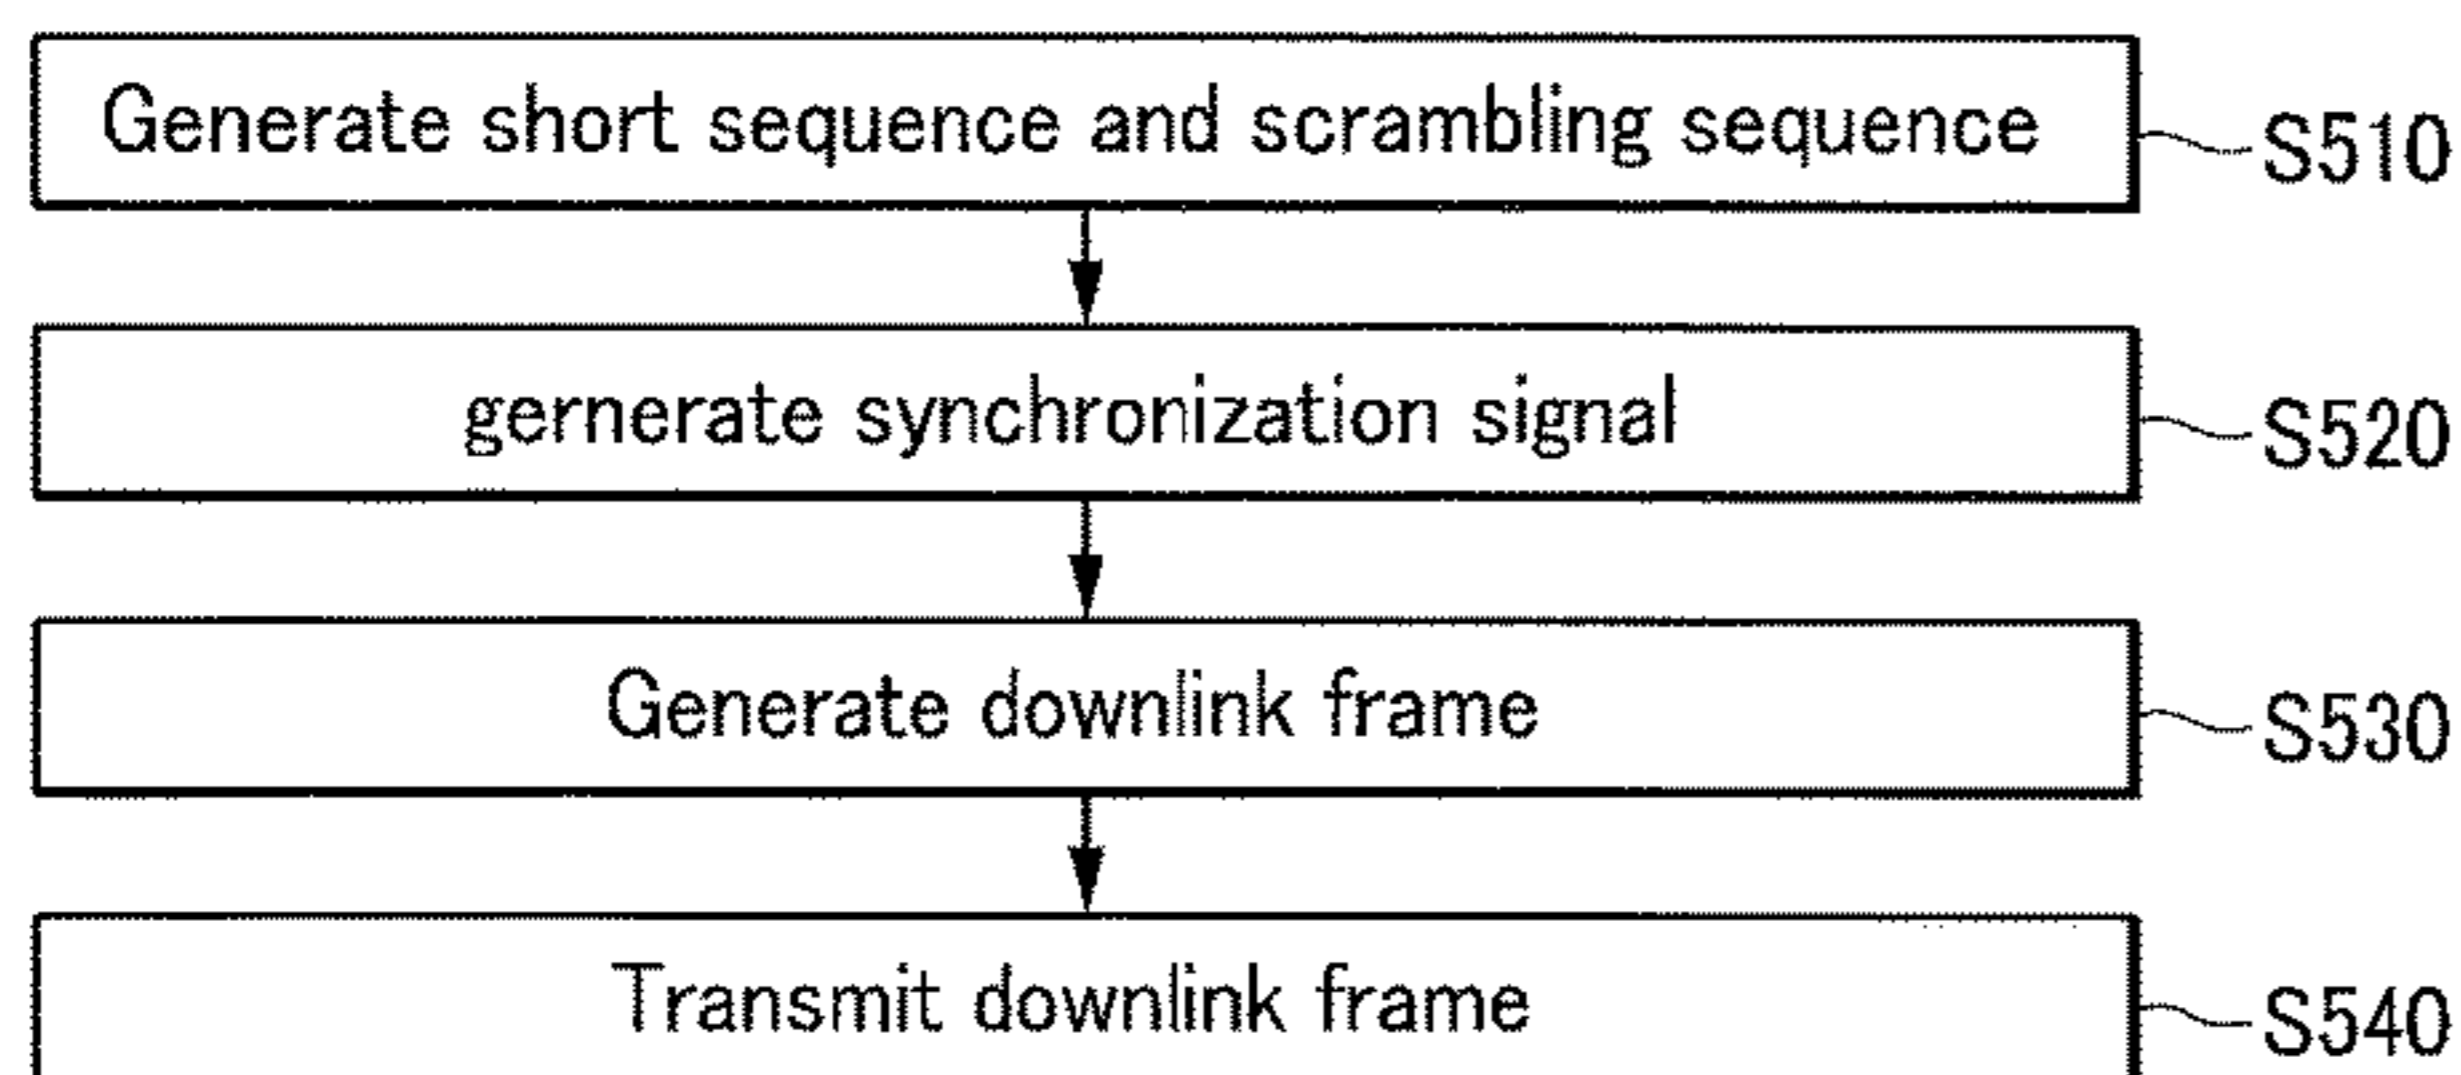 Generate short sequence and scrambling sequence S510
gernerate synchronization signal S520
Generate downlink frame S530
Transmit downlink frame S540